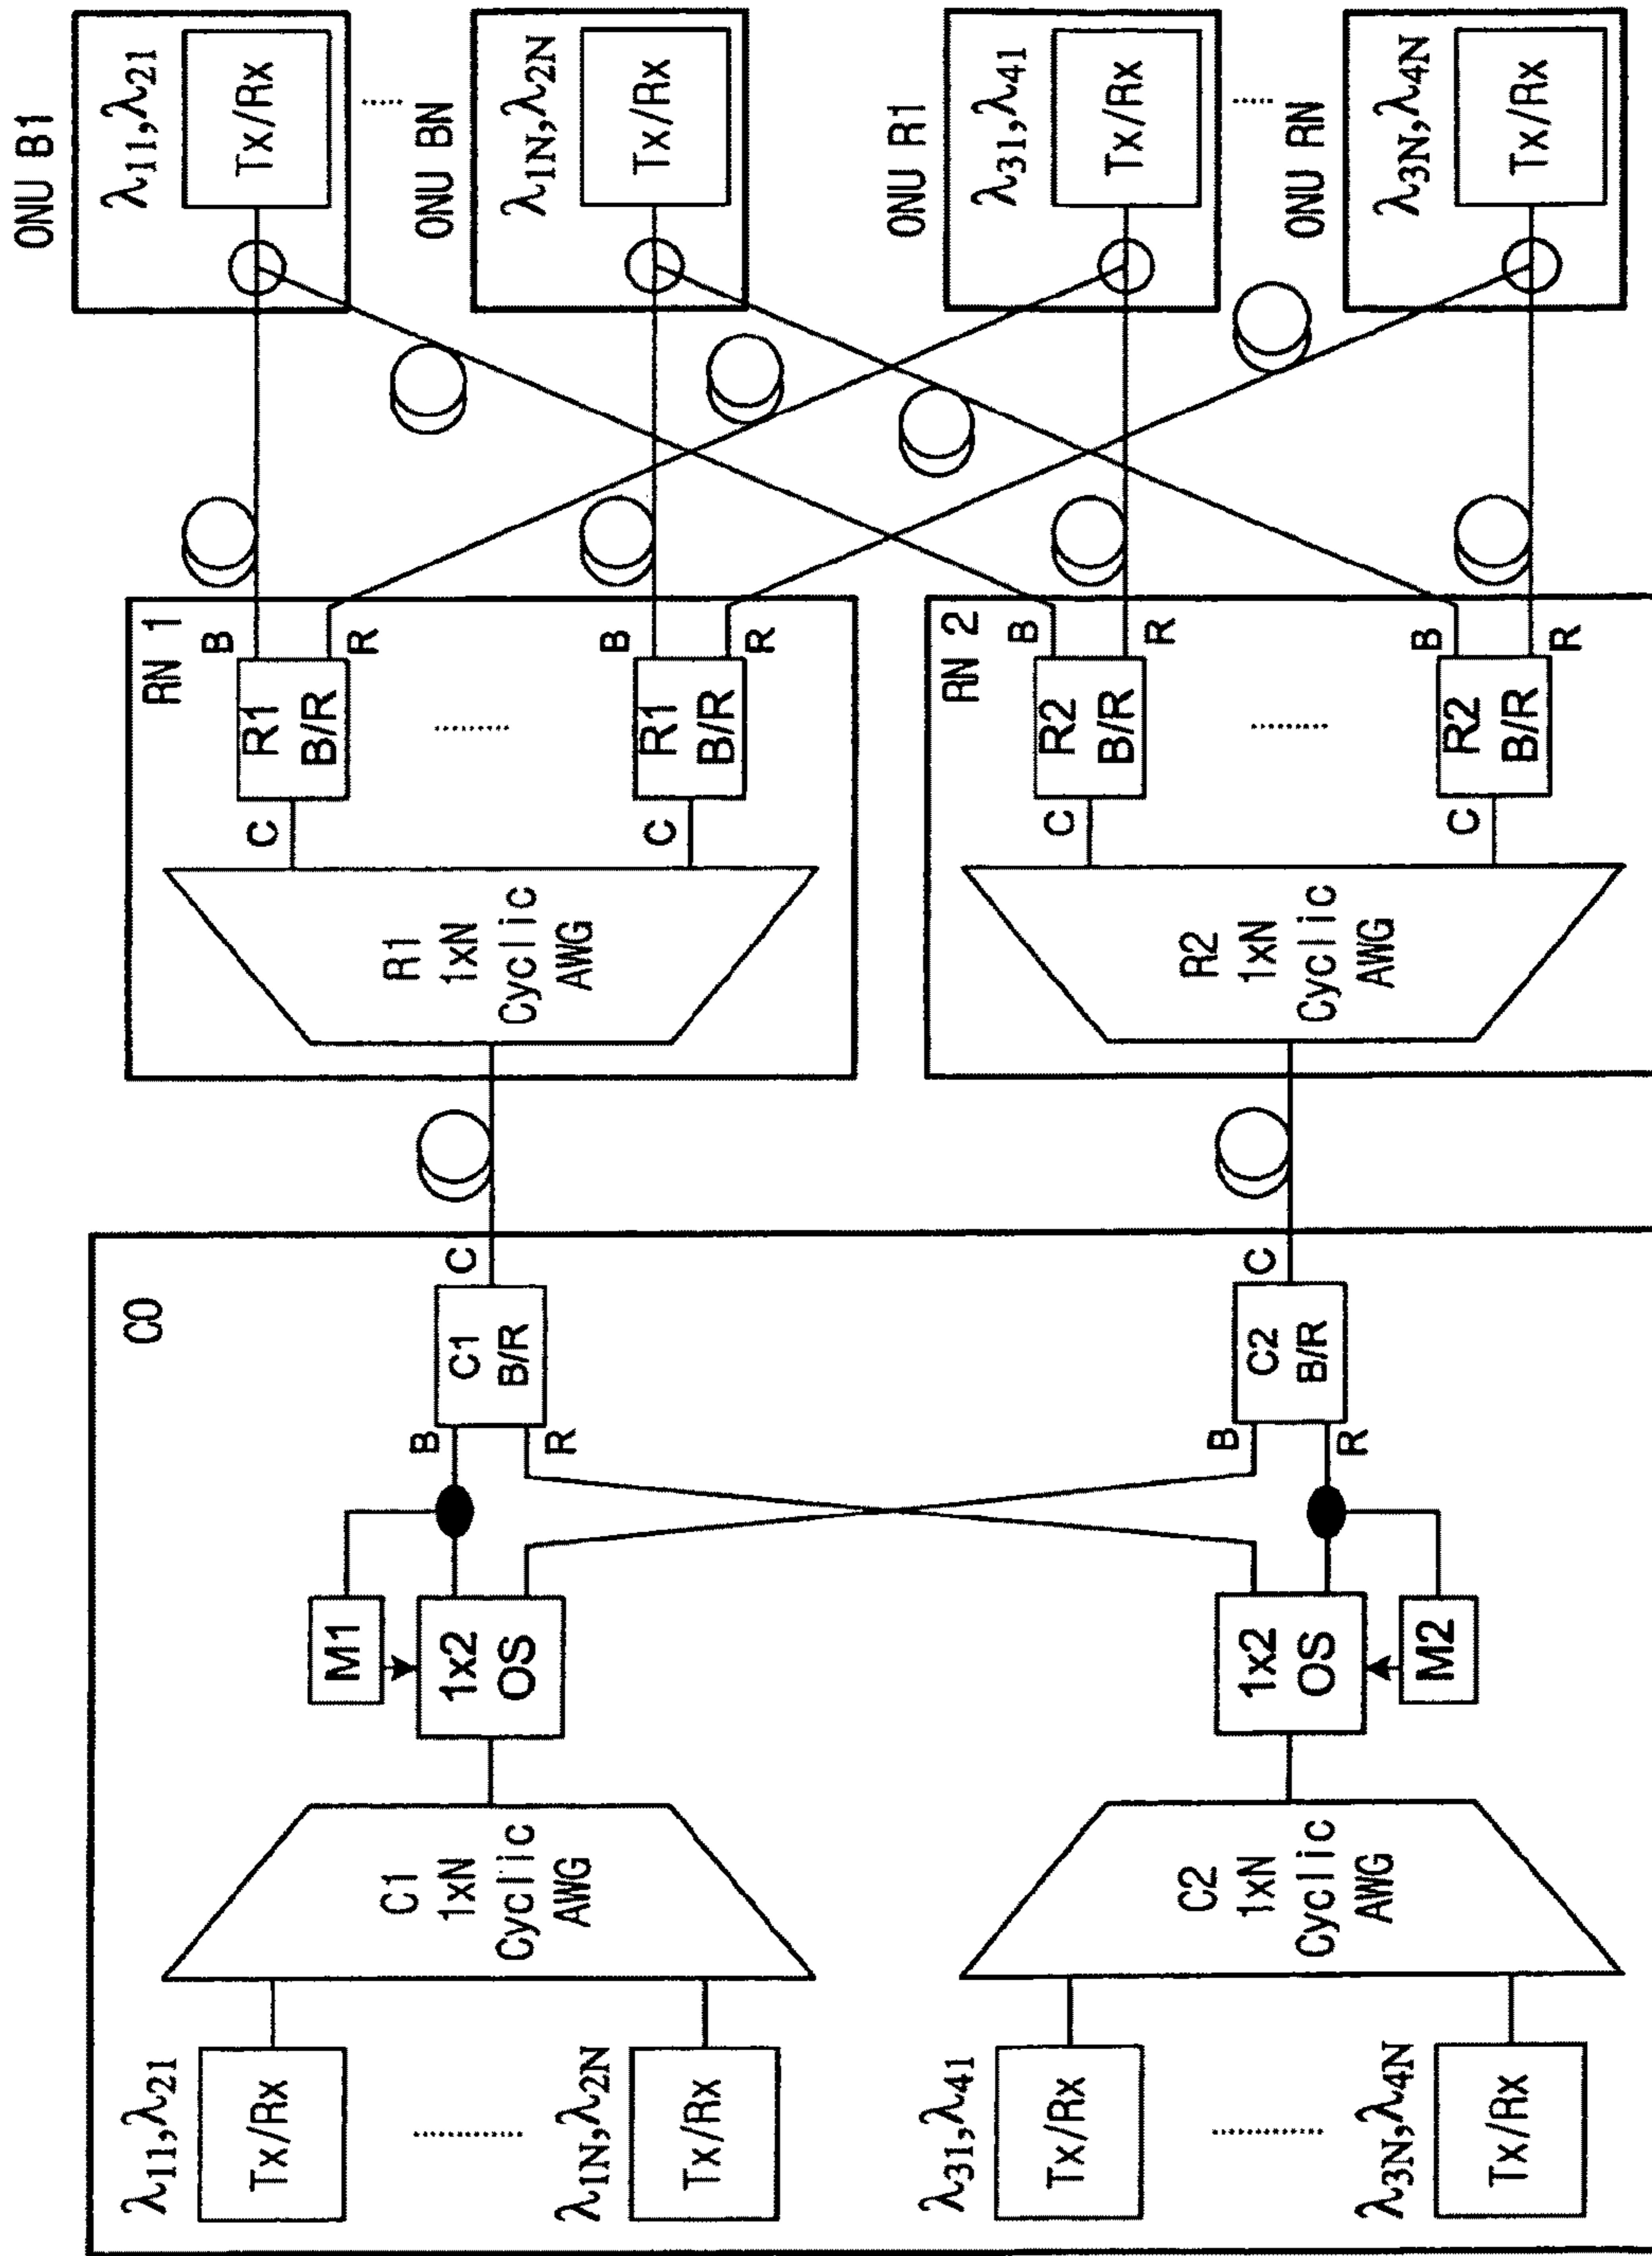 CO
λ11,λ21
Tx/Rx
λ1N,λ2N
Tx/Rx
C1
1xN
Cyclic
AWG
M1
1x2
OS
B
R
C1
B/R
C
λ31,λ41
Tx/Rx
λ3N,λ4N
Tx/Rx
C2
1xN
Cyclic
AWG
1x2
OS
M2
B
R
C2
B/R
C
RN 1
R1
1xN
Cyclic
AWG
C
R1
B/R
B
R
C
R1
B/R
B
R
RN 2
R2
1xN
Cyclic
AWG
C
R2
B/R
B
R
C
R2
B/R
B
R
ONU B1
λ11,λ21
Tx/Rx
ONU BN
λ1N,λ2N
Tx/Rx
ONU R1
λ31,λ41
Tx/Rx
ONU RN
λ3N,λ4N
Tx/Rx